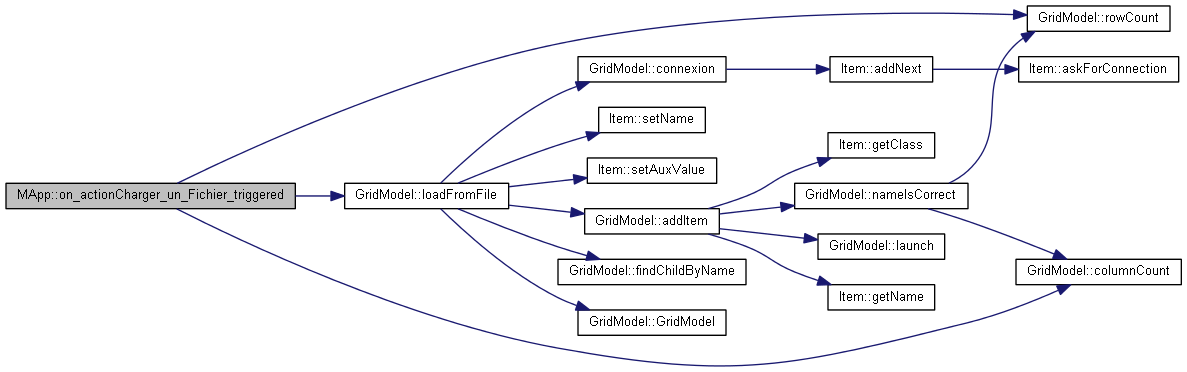 GridModel::rowCount
GridModel::connexion
Item::addNext
Item::askForConnection
Item::setName
Item::getClass
Item::setAuxValue
MApp::on_actionCharger_un_Fichier_triggered
GridModel::loadFromFile
GridModel::nameIsCorrect
GridModel::addItem
GridModel::launch
GridModel::findChildByName
GridModel::columnCount
Item::getName
GridModel::GridModel